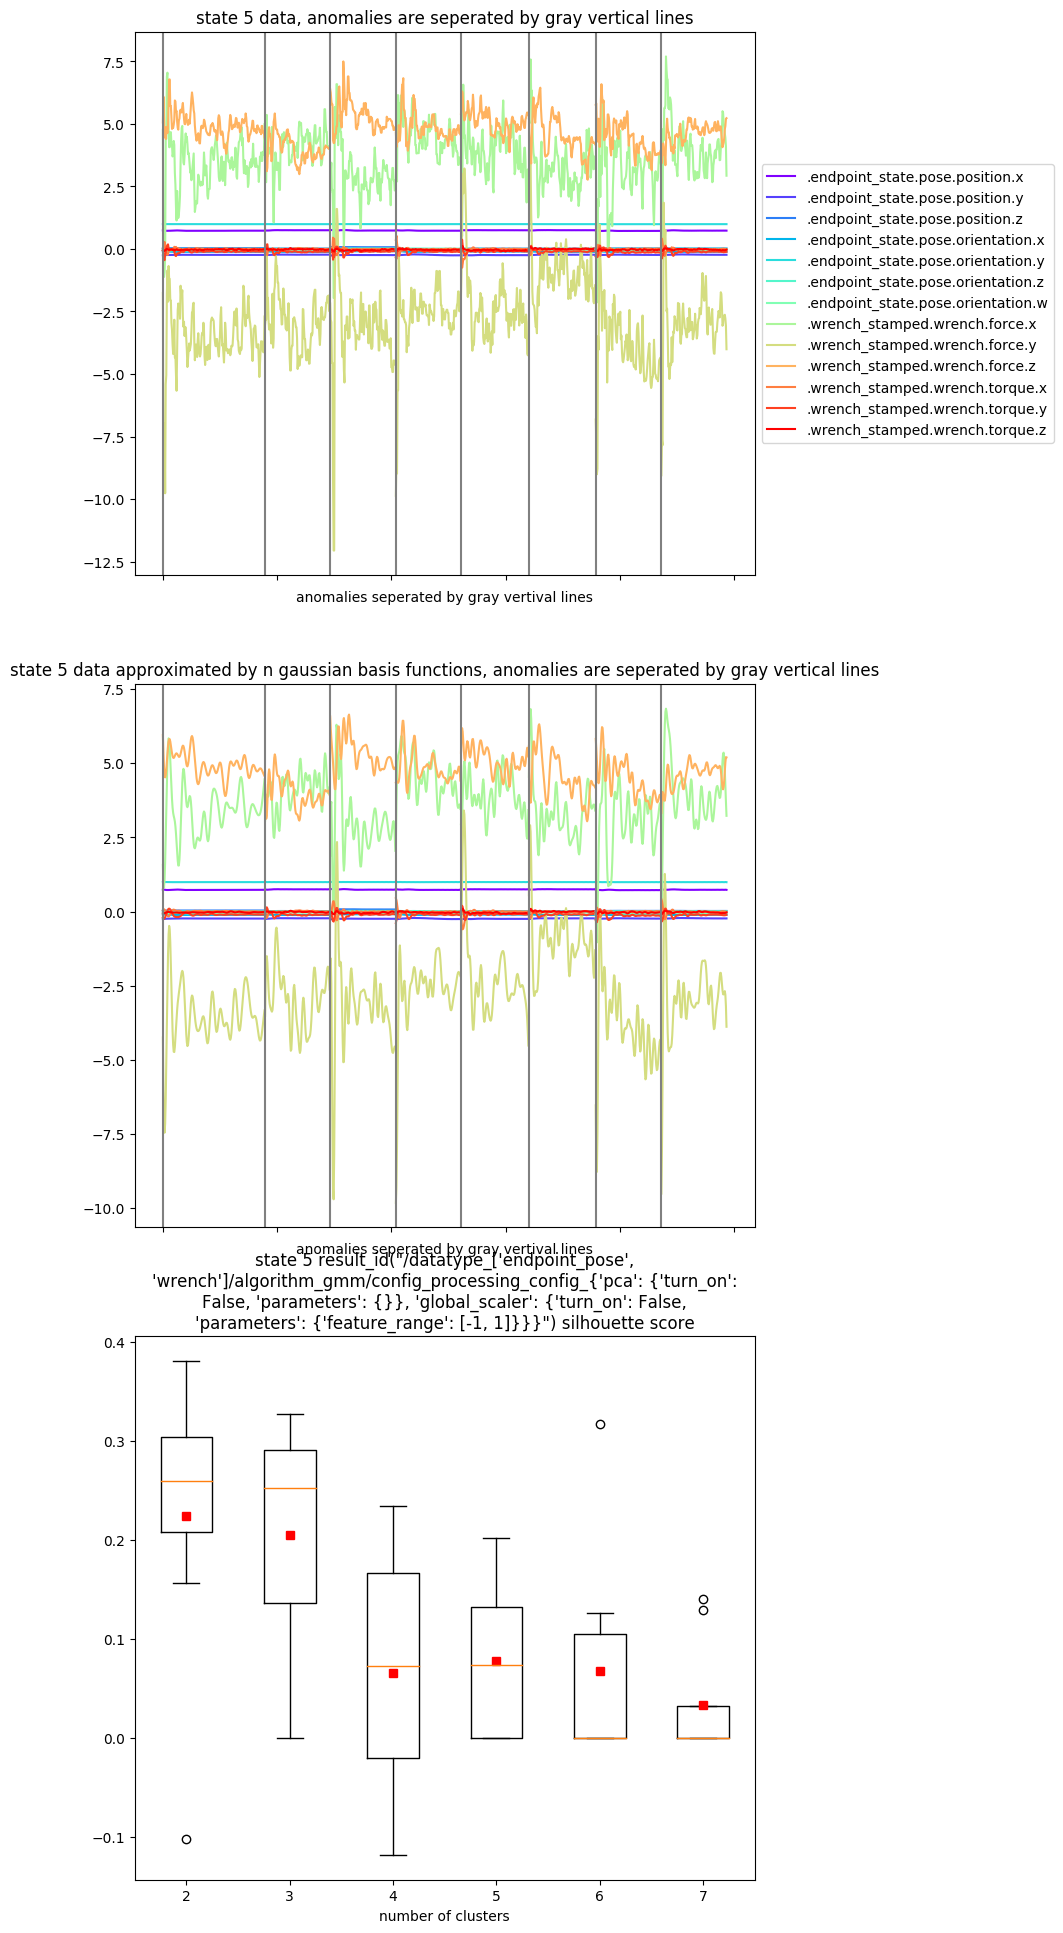 state 5 data, anomalies are seperated by gray vertical lines
7.5
5.0
2.5
0.0
−2.5
−5.0
−7.5
−10.0
−12.5
anomalies seperated by gray vertival lines
.endpoint_state.pose.position.x
.endpoint_state.pose.position.y
.endpoint_state.pose.position.z
.endpoint_state.pose.orientation.x
.endpoint_state.pose.orientation.y
.endpoint_state.pose.orientation.z
.endpoint_state.pose.orientation.w
.wrench_stamped.wrench.force.x
.wrench_stamped.wrench.force.y
.wrench_stamped.wrench.force.z
.wrench_stamped.wrench.torque.x
.wrench_stamped.wrench.torque.y
.wrench_stamped.wrench.torque.z
state 5 data approximated by n gaussian basis functions, anomalies are seperated by gray vertical lines
7.5
5.0
2.5
0.0
−2.5
−5.0
−7.5
−10.0
anomalies seperated by gray vertival lines
state 5 result_id("/datatype_['endpoint_pose',
'wrench']/algorithm_gmm/config_processing_config_{'pca': {'turn_on':
False, 'parameters': {}}, 'global_scaler': {'turn_on': False,
'parameters': {'feature_range': [-1, 1]}}}") silhouette score
0.4
0.3
0.2
0.1
0.0
−0.1
2 3 4 5 6 7
number of clusters